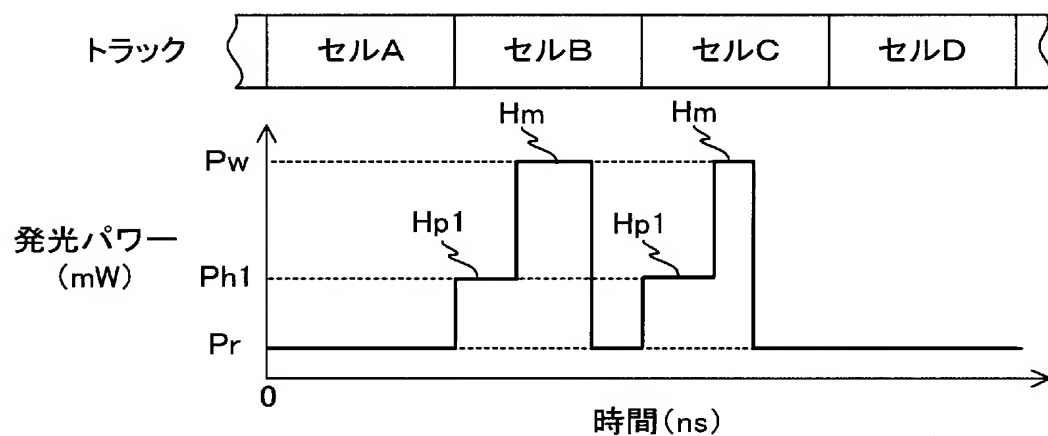 トラック セルA セルB セルC セルD
Hm Hm
Pw
Hp1 Hp1
発光パワー
(mW)
Ph1
Pr
0
時間(ns)